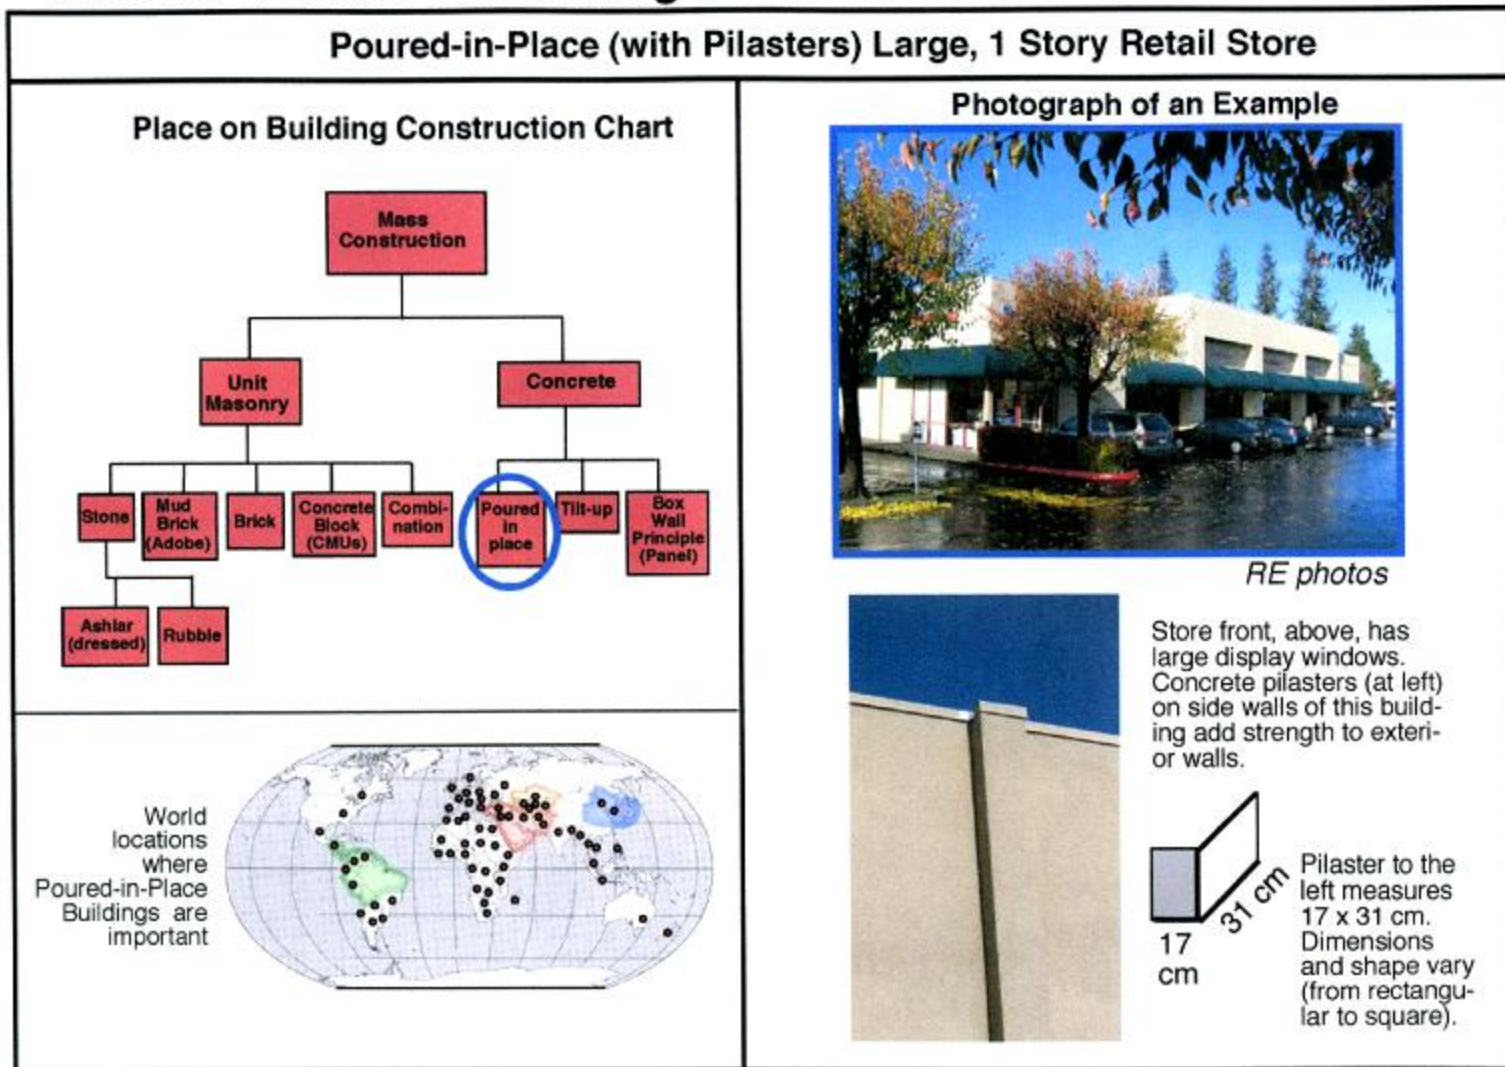 Poured-in-Place (with Pilasters) Large, 1 Story Retail Store
Place on Building Construction Chart
Mass
Construction
Unit
Masonry
Concrete
Stone
Mud
Brick
(Adobe)
Brick
Concrete
Block
(CMUs)
Combi-
nation
Poured
in
place
Tilt-up
Box
Wall
Principle
(Panel)
Ashlar
(dressed)
Rubble
World
locations
where
Poured-in-Place
Buildings are
important
Photograph of an Example
RE photos
Store front, above, has
large display windows.
Concrete pilasters (at left)
on side walls of this build-
ing add strength to exteri-
or walls.
17
cm
31 cm
Pilaster to the
left measures
17 x 31 cm.
Dimensions
and shape vary
(from rectangu-
lar to square).